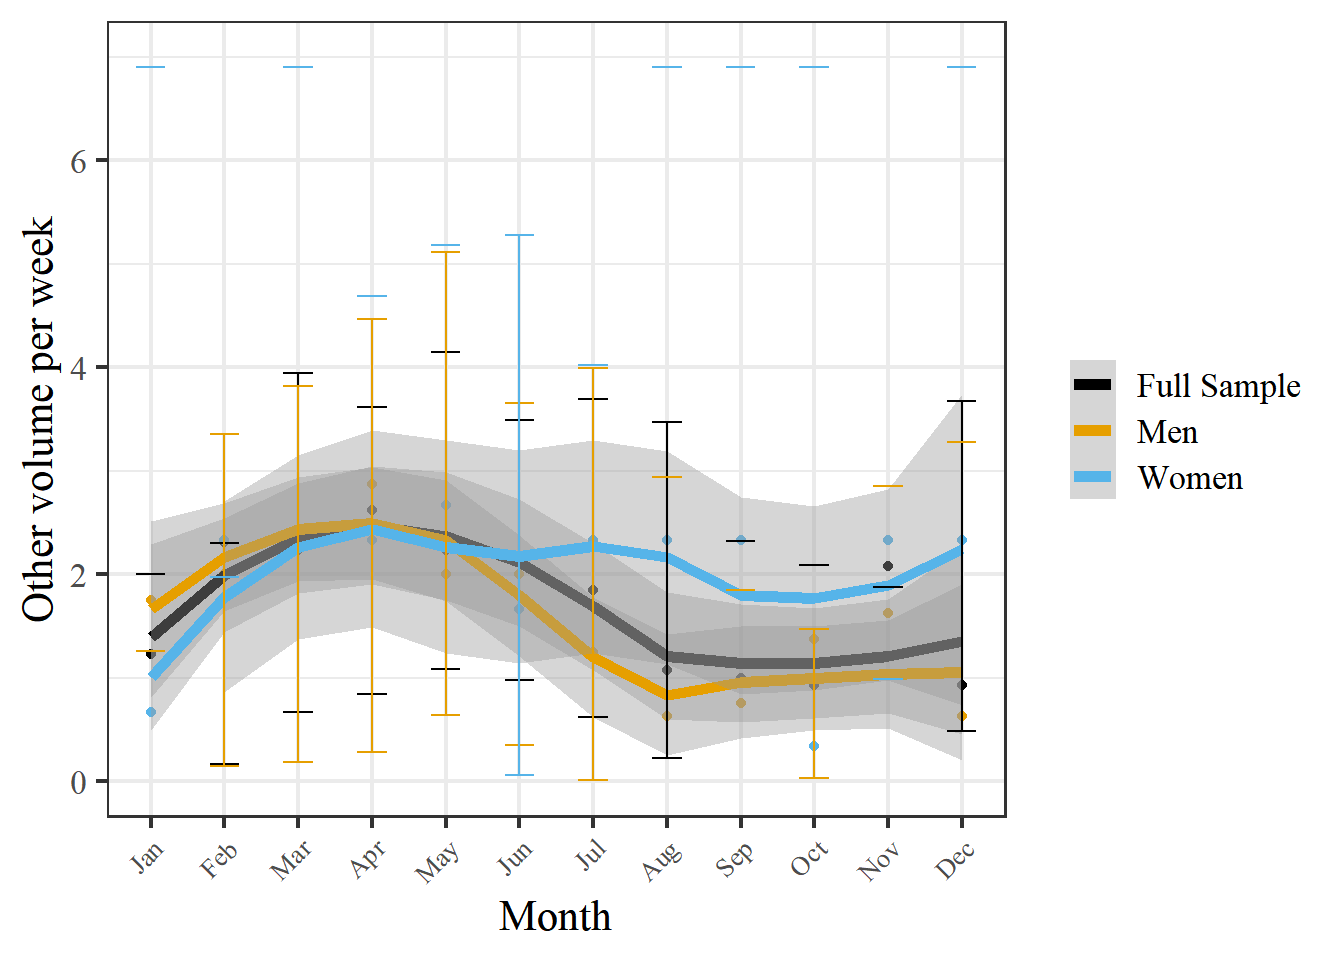 Other volume per week
6
4
2
0
Jan
Feb
Mar
Apr
May
Jun
Jul
Aug
Sep
Oct
Nov
Dec
Month
Full Sample
Men
Women